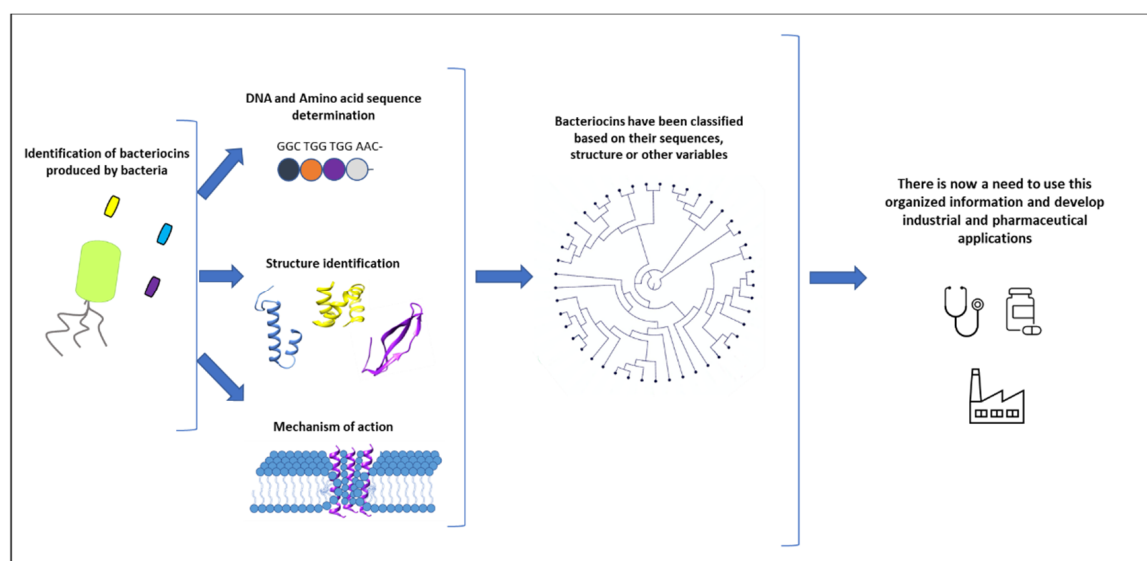 Identification of bacteriocins
produced by bacteria
DNA and Amino acid sequence
determination
GGC TGG TGG AAC-
Structure identification
Mechanism of action
Bacteriocins have been classified
based on their sequences,
structure or other variables
There is now a need to use this
organized information and develop
industrial and pharmaceutical
applications